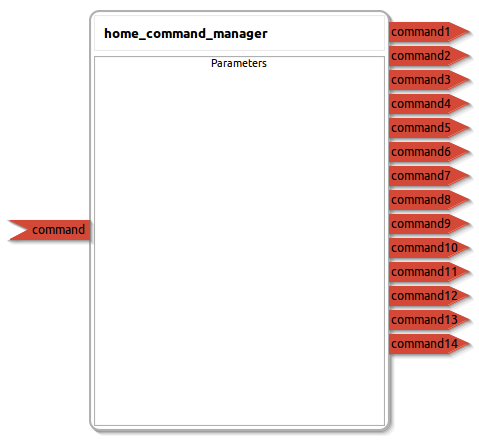 home_command_manager
Parameters
command
command1
command2
command3
command4
command5
command6
command7
command8
command9
command10
command11
command12
command13
command14